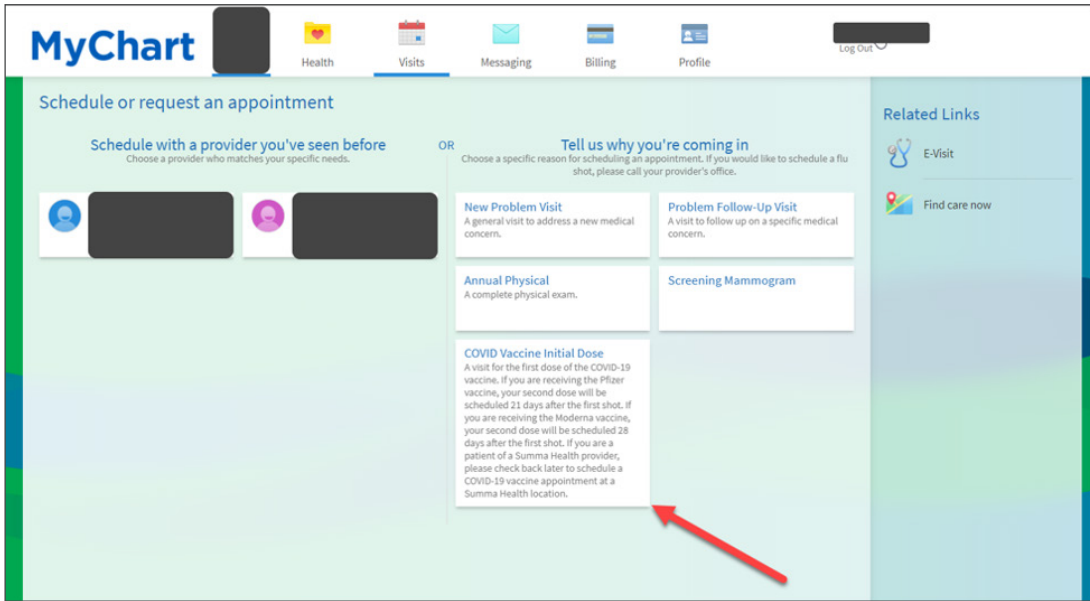 MyChart
Health
Visits
Messaging
Billing
Profile
Log Out
Schedule or request an appointment
Schedule with a provider you've seen before
Choose a provider who matches your specific needs.
OR
Tell us why you're coming in
Choose a specific reason for scheduling an appointment. If you would like to schedule a flu
shot, please call your provider's office.
New Problem Visit
A general visit to address a new medical
concern.
Problem Follow-Up Visit
A visit to follow up on a specific medical
concern.
Annual Physical
A complete physical exam.
Screening Mammogram
COVID Vaccine Initial Dose
A visit for the first dose of the COVID-19
vaccine. If you are receiving the Pfizer
vaccine, your second dose will be
scheduled 21 days after the first shot. If
you are receiving the Moderna vaccine,
your second dose will be scheduled 28
days after the first shot. If you are a
patient of a Summa Health provider,
please check back later to schedule a
COVID-19 vaccine appointment at a
Summa Health location.
Related Links
E-Visit
Find care now